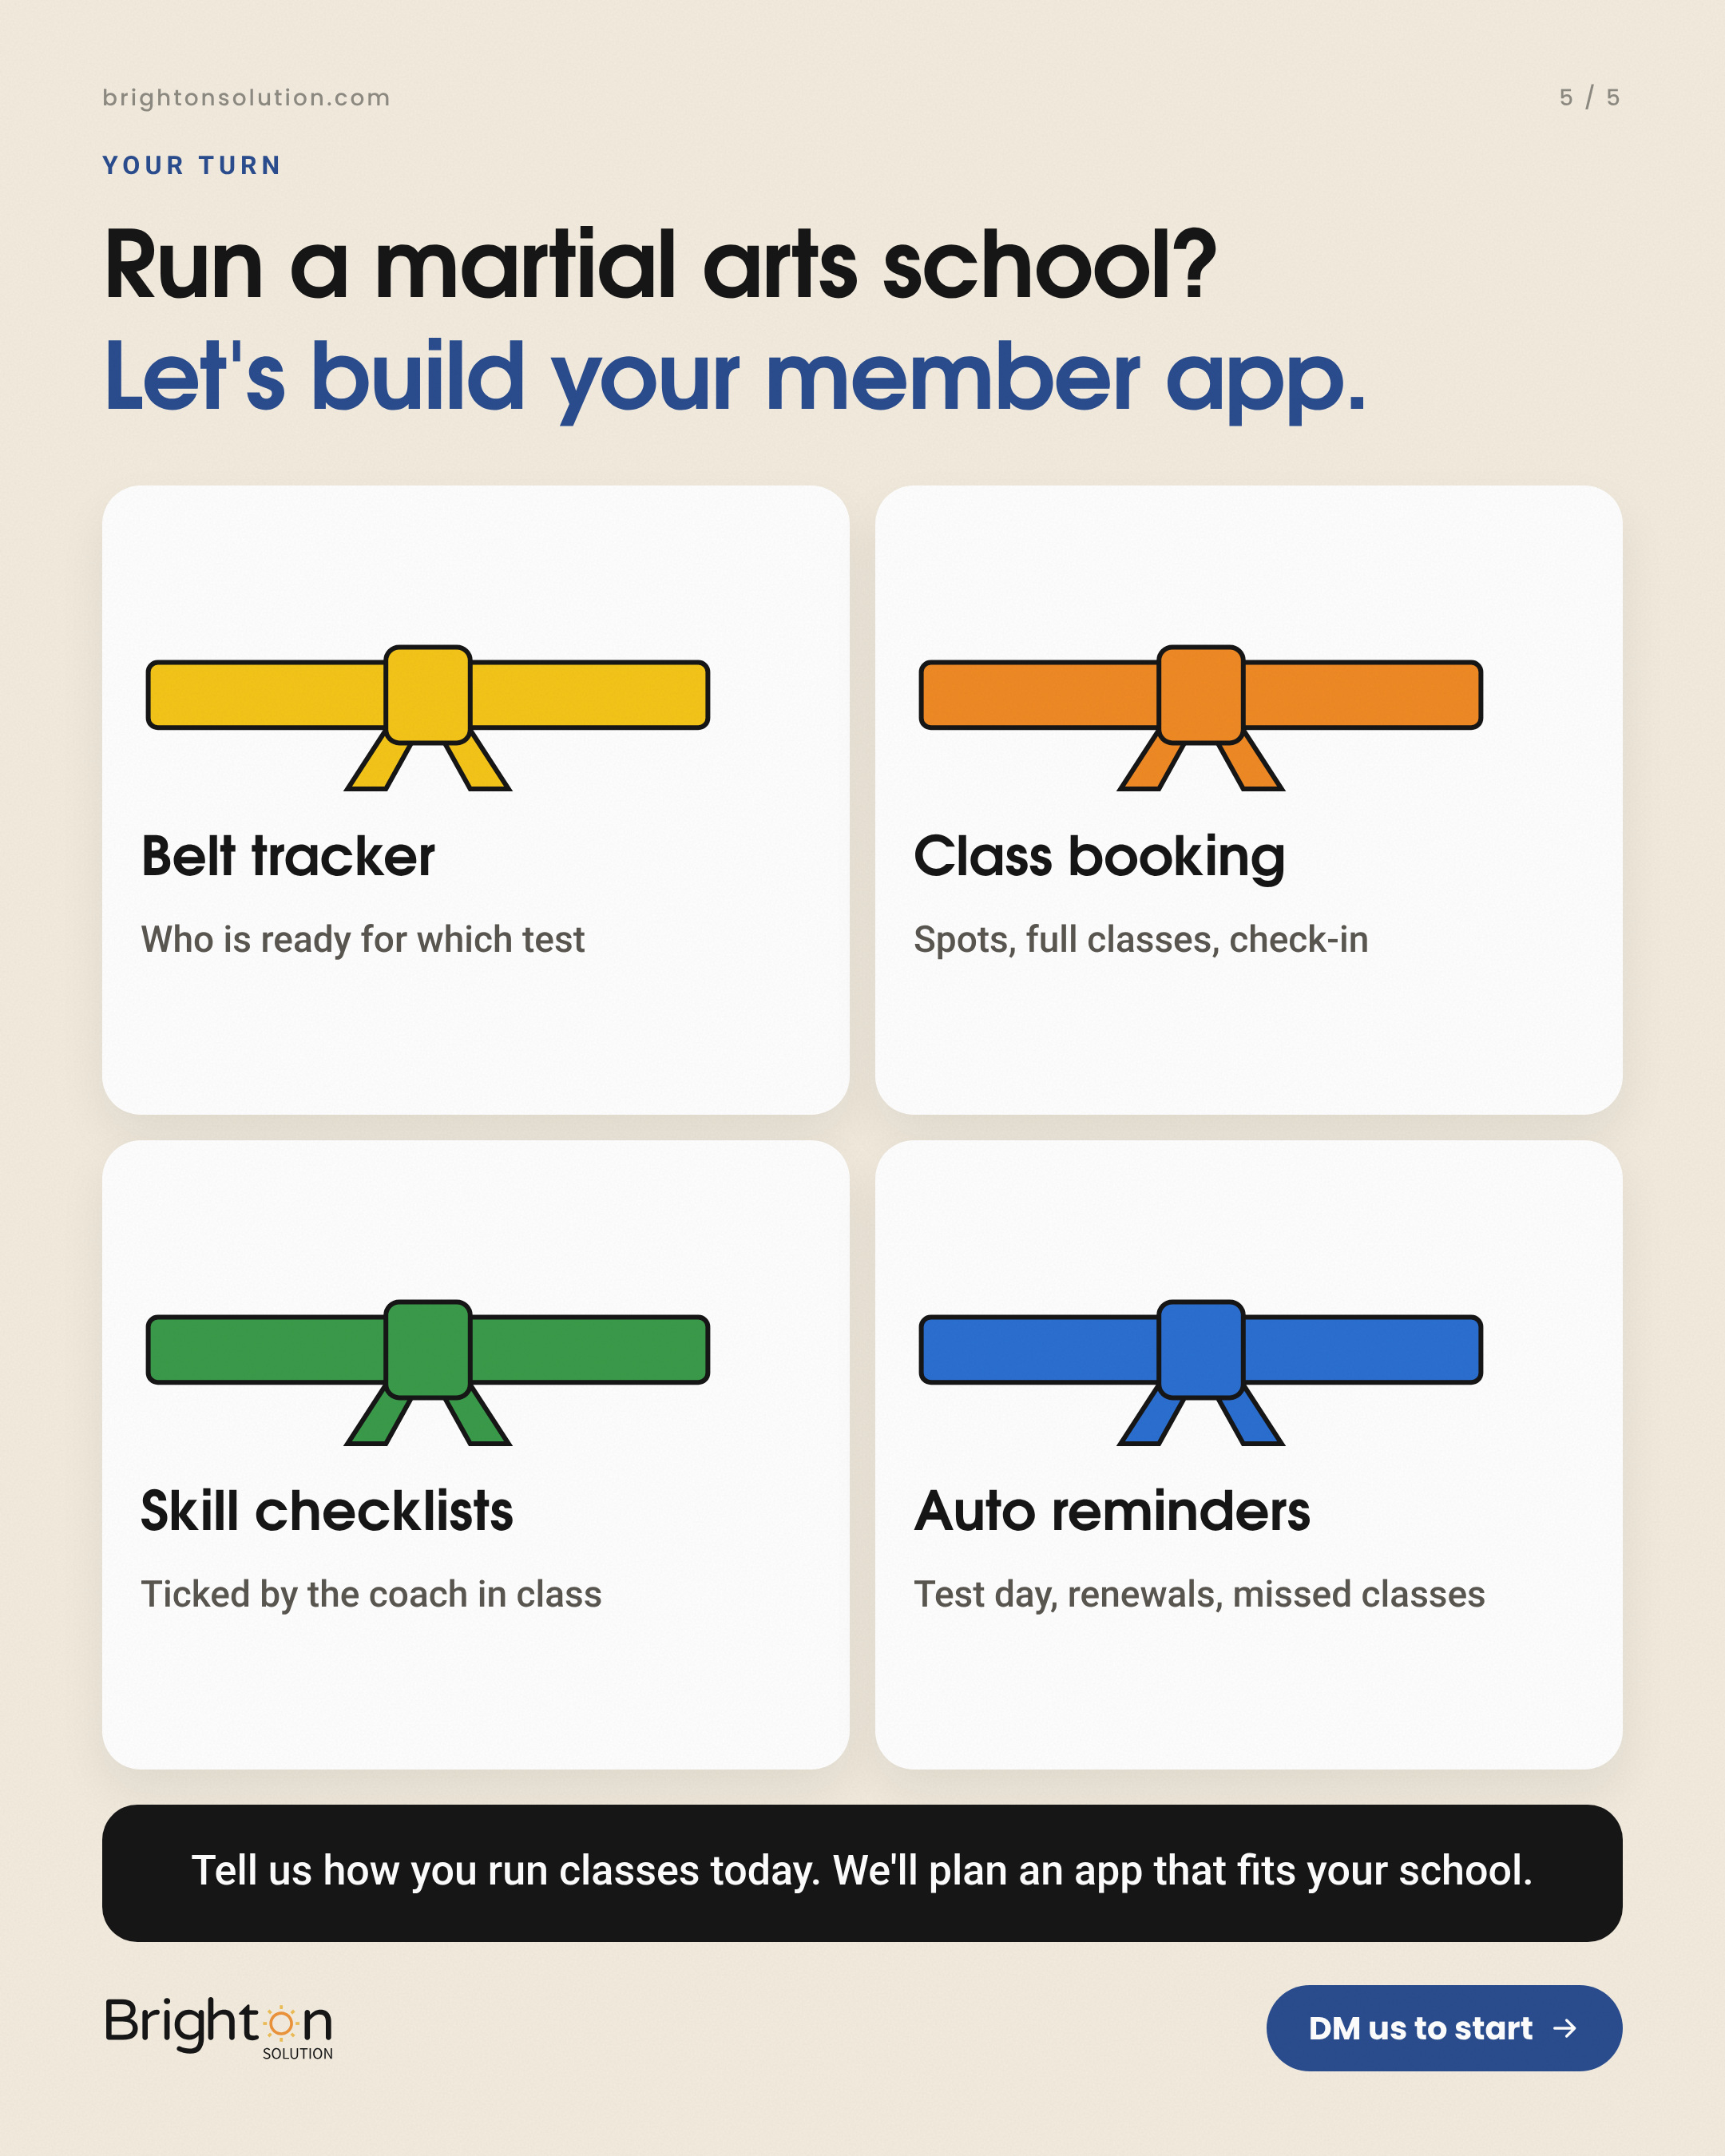 brightonsolution.com
5 / 5
YOUR TURN
Run a martial arts school?
Let's build your member app.
Belt tracker
Who is ready for which test
Class booking
Spots, full classes, check-in
Skill checklists
Ticked by the coach in class
Auto reminders
Test day, renewals, missed classes
Tell us how you run classes today. We'll plan an app that fits your school.
Brighton
SOLUTION
DM us to start →